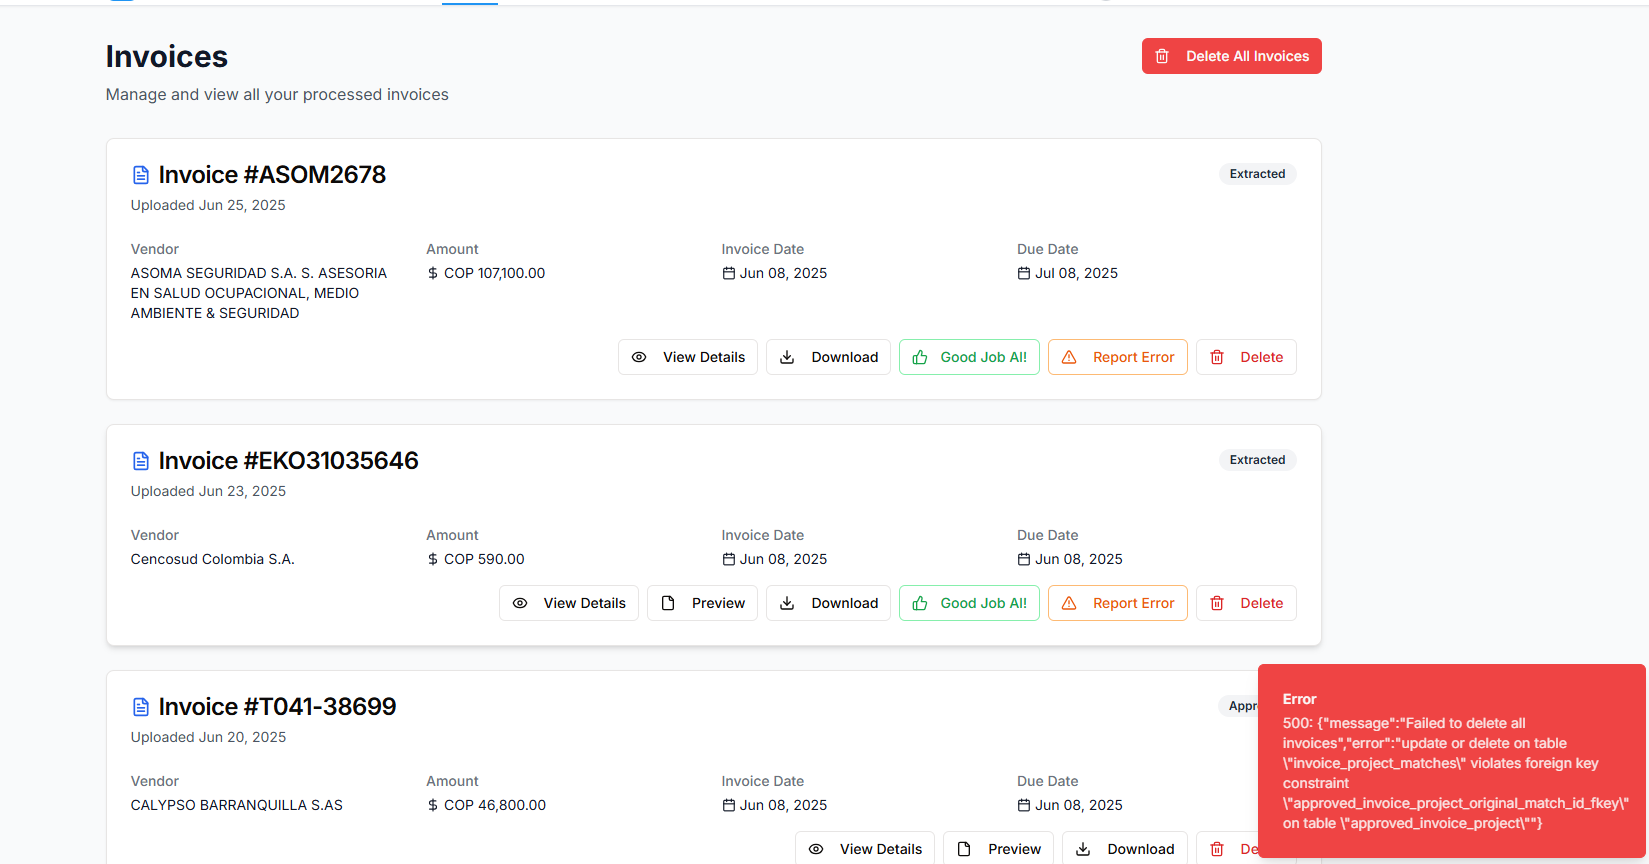 Invoices
Delete All Invoices
Manage and view all your processed invoices
Invoice #ASOM2678
Extracted
Uploaded Jun 25, 2025
Vendor
Amount
Invoice Date
Due Date
ASOMA SEGURIDAD S.A. S. ASESORIA
EN SALUD OCUPACIONAL, MEDIO
AMBIENTE & SEGURIDAD
$ COP 107,100.00
Jun 08, 2025
Jul 08, 2025
View Details
Download
Good Job AI!
Report Error
Delete
Invoice #EKO31035646
Extracted
Uploaded Jun 23, 2025
Vendor
Amount
Invoice Date
Due Date
Cencosud Colombia S.A.
$ COP 590.00
Jun 08, 2025
Jun 08, 2025
View Details
Preview
Download
Good Job AI!
Report Error
Delete
Invoice #T041-38699
Appr
Uploaded Jun 20, 2025
Vendor
Amount
Invoice Date
Due Date
CALYPSO BARRANQUILLA S.AS
$ COP 46,800.00
Jun 08, 2025
Jun 08, 2025
View Details
Preview
Download
De
Error
500: {"message":"Failed to delete all
invoices","error":"update or delete on table
\"invoice_project_matches\" violates foreign key
constraint
\"approved_invoice_project_original_match_id_fkey\"
on table \"approved_invoice_project\""}